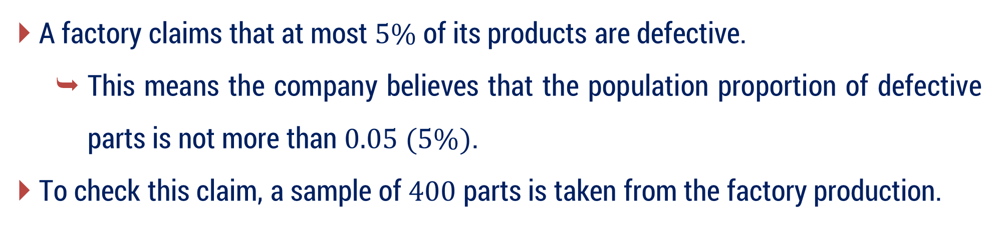 A factory claims that at most 5% of its products are defective.
This means the company believes that the population proportion of defective
parts is not more than 0.05 (5%).
To check this claim, a sample of 400 parts is taken from the factory production.